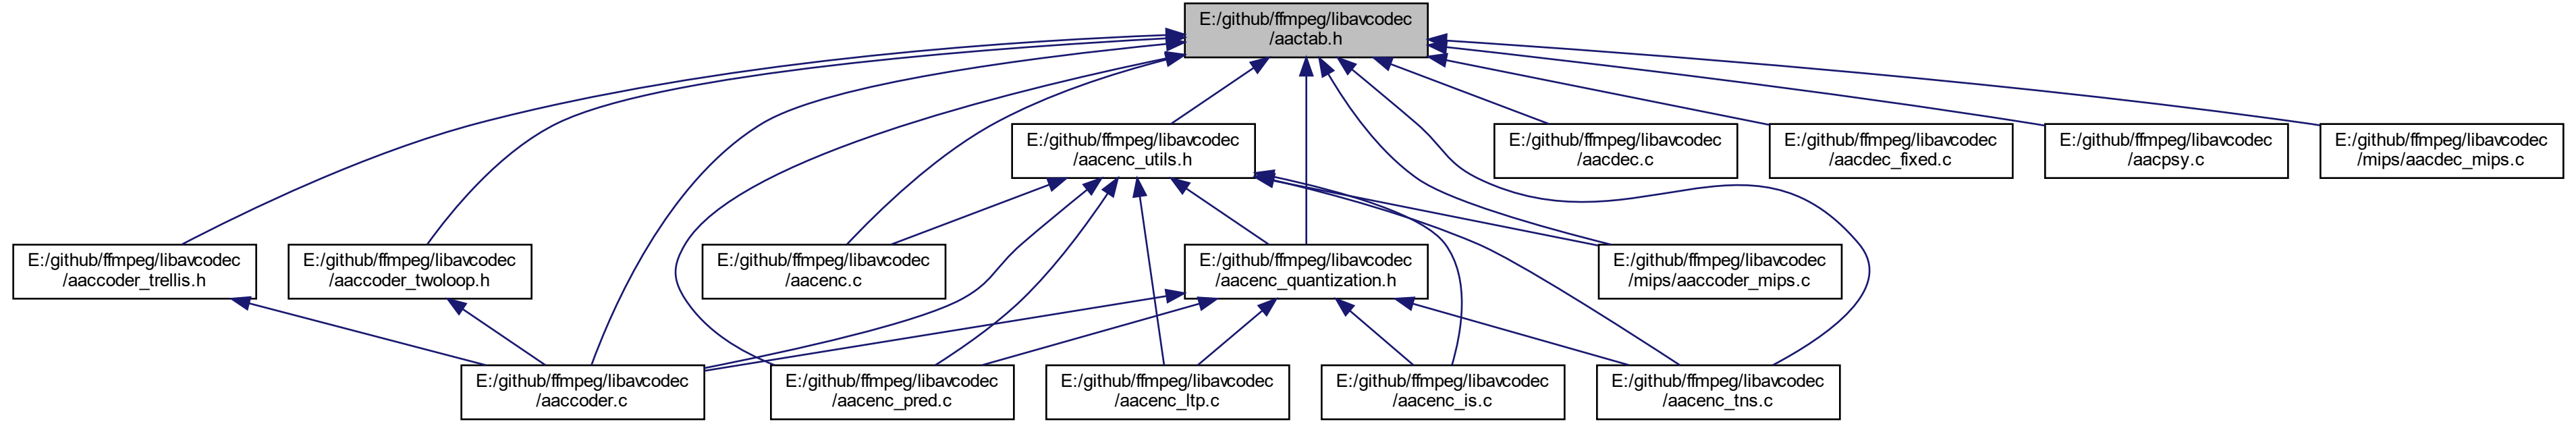 E:/github/ffmpeg/libavcodec
/aactab.h
E:/github/ffmpeg/libavcodec
/aacenc_utils.h
E:/github/ffmpeg/libavcodec
/aacdec.c
E:/github/ffmpeg/libavcodec
/aacdec_fixed.c
E:/github/ffmpeg/libavcodec
/aacpsy.c
E:/github/ffmpeg/libavcodec
/mips/aacdec_mips.c
E:/github/ffmpeg/libavcodec
/aaccoder_trellis.h
E:/github/ffmpeg/libavcodec
/aaccoder_twoloop.h
E:/github/ffmpeg/libavcodec
/aacenc.c
E:/github/ffmpeg/libavcodec
/aacenc_quantization.h
E:/github/ffmpeg/libavcodec
/mips/aaccoder_mips.c
E:/github/ffmpeg/libavcodec
/aaccoder.c
E:/github/ffmpeg/libavcodec
/aacenc_pred.c
E:/github/ffmpeg/libavcodec
/aacenc_ltp.c
E:/github/ffmpeg/libavcodec
/aacenc_is.c
E:/github/ffmpeg/libavcodec
/aacenc_tns.c